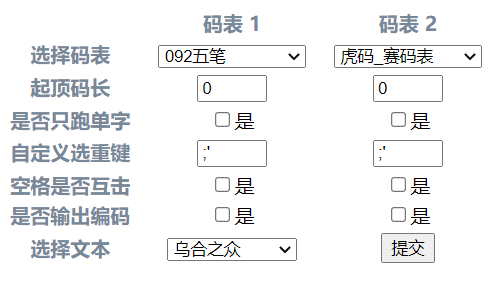 码表 1 码表 2
选择码表 092五笔 虎码_赛码表
起顶码长 0 0
是否只跑单字 是 是
自定义选重键 ;' ;'
空格是否互击 是 是
是否输出编码 是 是
选择文本 乌合之众 提交